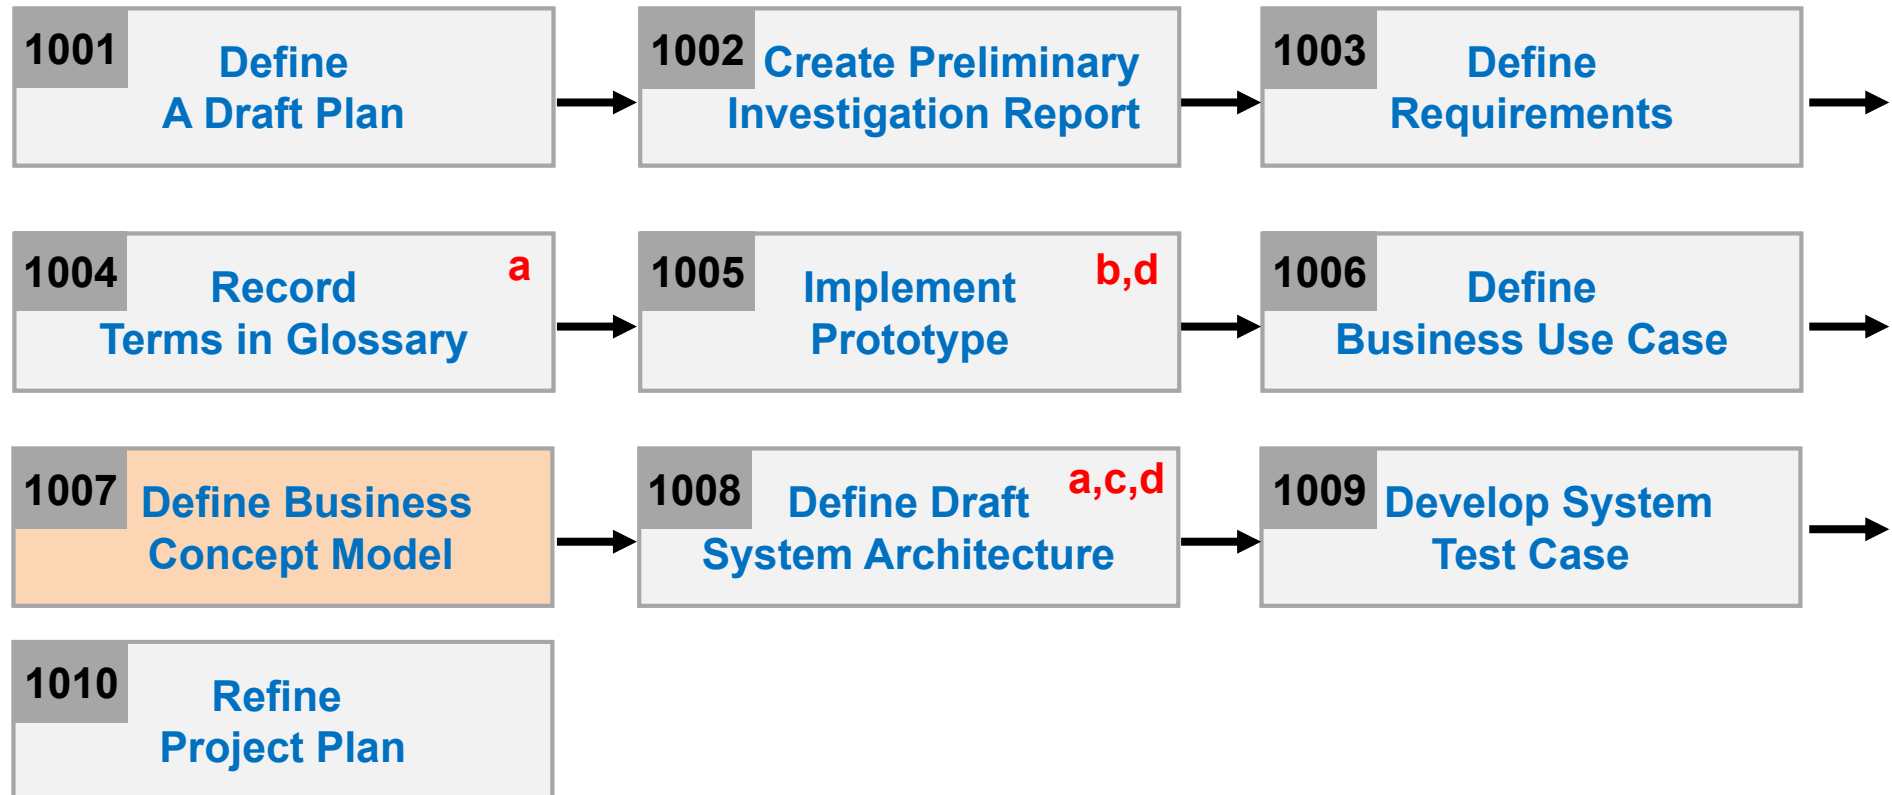 1001
Define
A Draft Plan
1002
Create Preliminary
Investigation Report
1003
Define
Requirements
1004
a
Record
Terms in Glossary
1005
b,d
Implement
Prototype
1006
Define
Business Use Case
1007
Define Business
Concept Model
1008
a,c,d
Define Draft
System Architecture
1009
Develop System
Test Case
1010
Refine
Project Plan